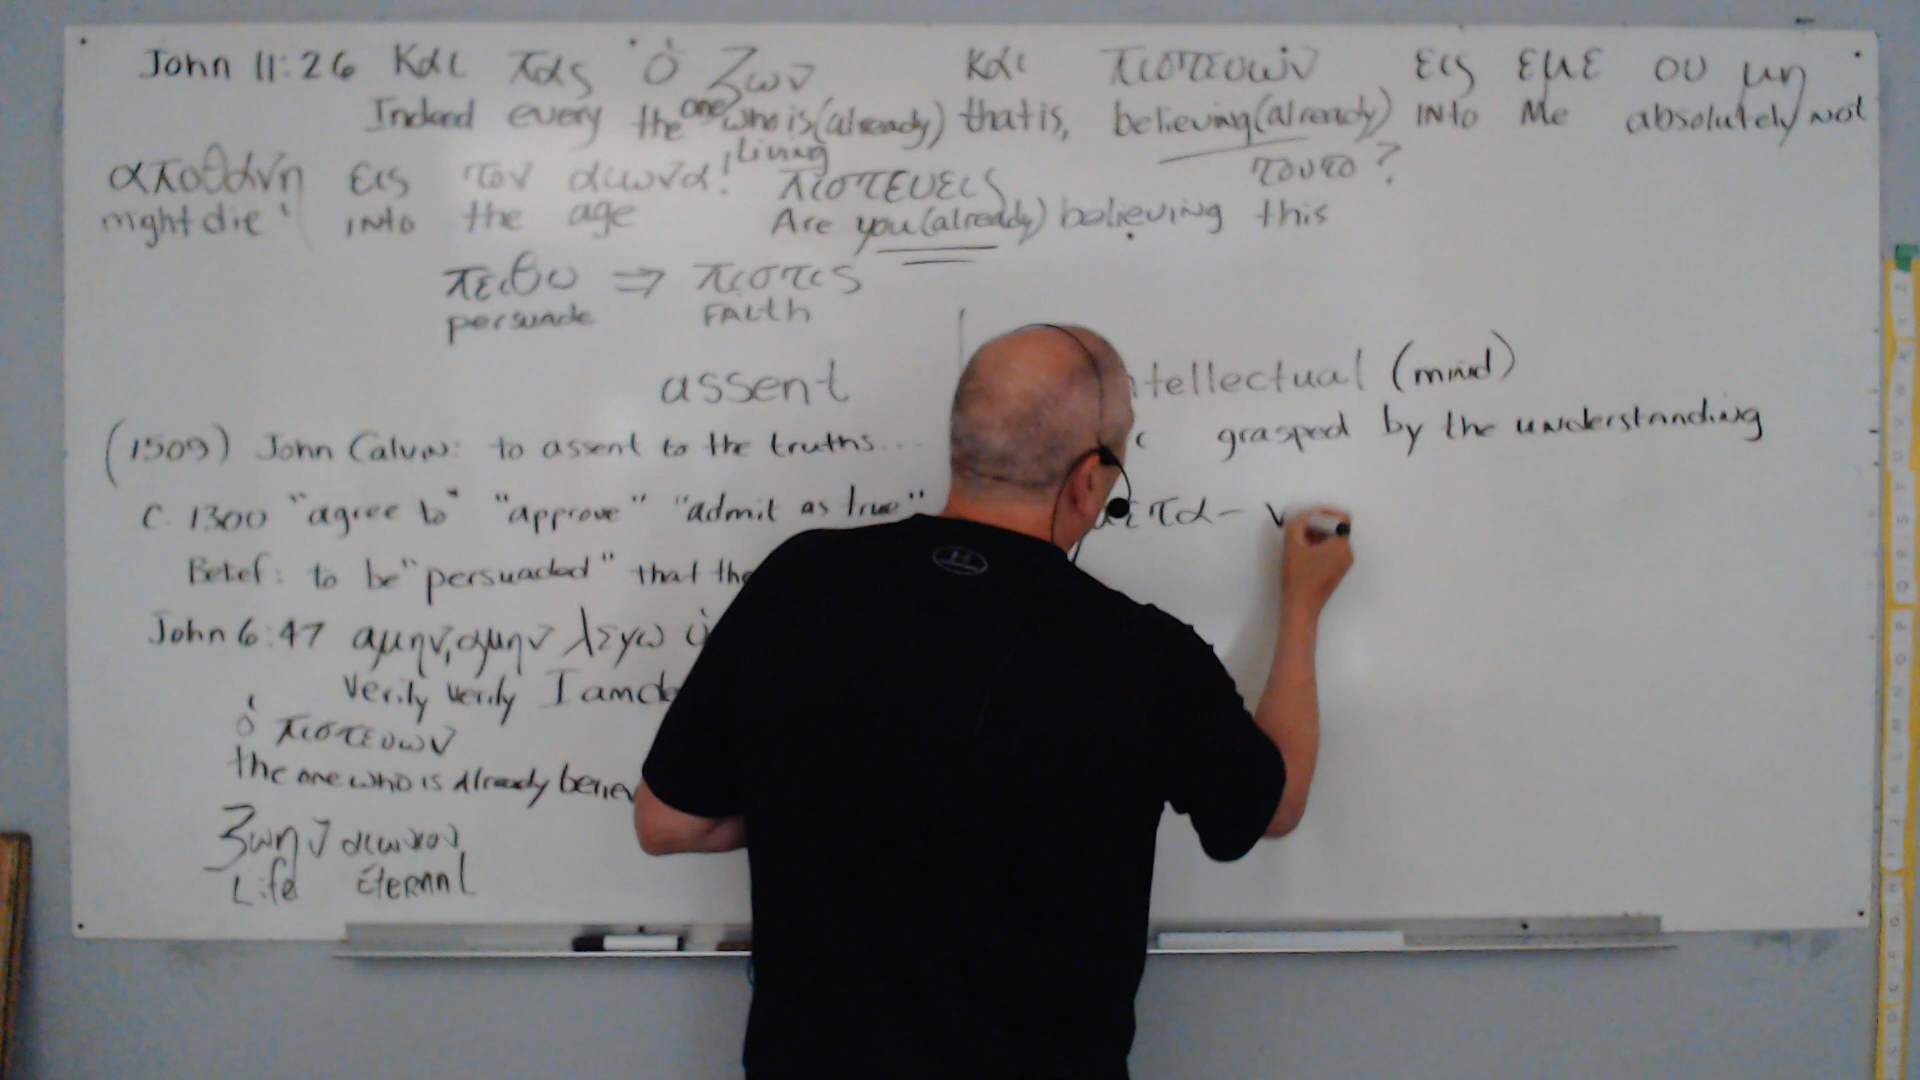 John 11:26 Και πας ὁ ζων και πιστευων εις εμε ου μη
Indeed every the one who is (already) that is, believing (already) INto Me absolutely not
living
αποθανη εις τον αιωνα! πιστευεις τουτο?
might die INto the age Are you (already) believing this
πειθω ⇒ πιστις
persuade FAith
assent ntellectual (mind)
(1509) John Calvin: to assent to the truths... grasped by the understanding
C. 1300 "agree to" "approve" "admit as true" ετα-
Belief: to be "persuaded" that the
John 6:47 αμην, αμην λεγω ὑ
Verily Verily I am do
ὁ πιστευων
the one who is already believ
ζωην αιωνιον
Life Eternal